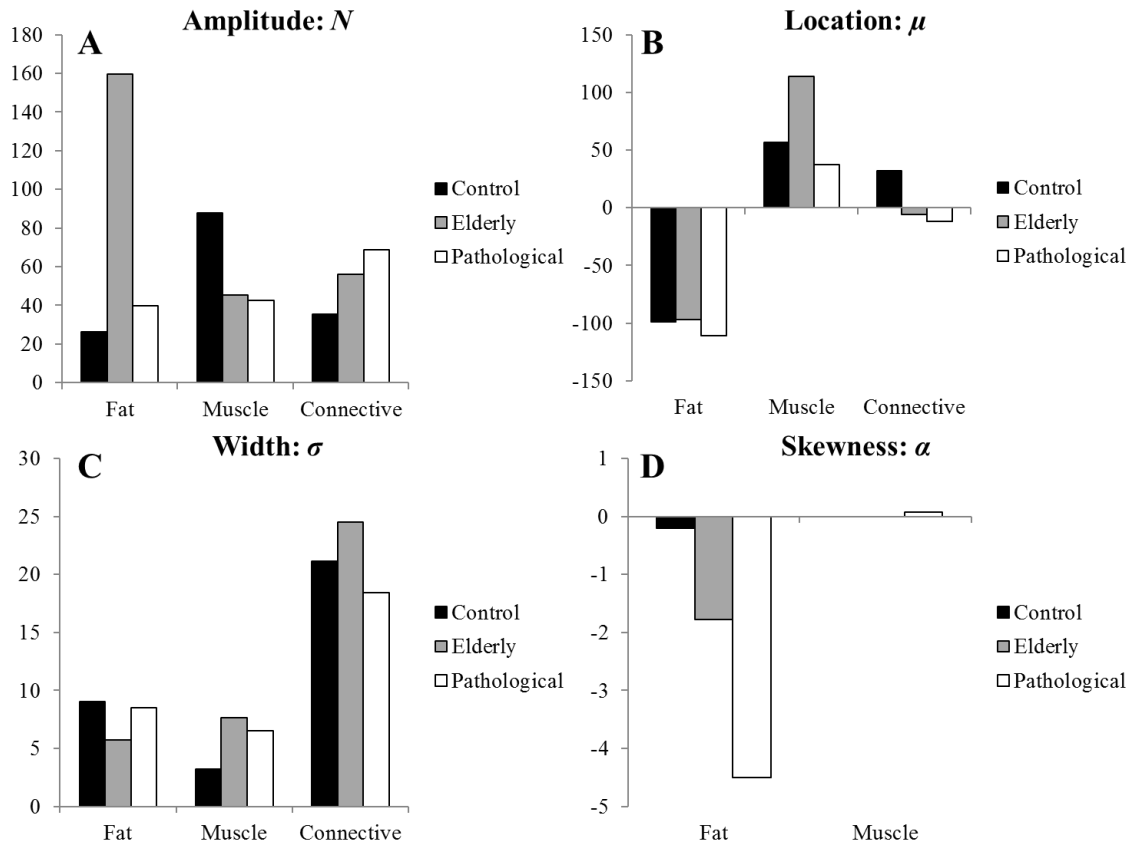 Amplitude: N
A
160
180
140
120
100
80
60
40
20
0
Fat Muscle Connective
Control
Elderly
Pathological
Location: μ
B
150
100
50
0
-50
-100
-150
Fat Muscle Connective
Control
Elderly
Pathological
Width: σ
C
30
25
20
15
10
5
0
Fat Muscle Connective
Control
Elderly
Pathological
Skewness: α
D
1
0
-1
-2
-3
-4
-5
Fat Muscle
Control
Elderly
Pathological